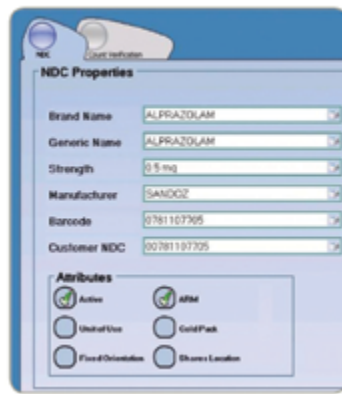 NDC
Count Verification
NDC Properties
Brand Name ALPRAZOLAM
Generic Name ALPRAZOLAM
Strength 0.5 mg
Manufacturer SANDOZ
Barcode 0781107705
Customer NDC 00781107705
Attributes
Active ARM
Unit of Use Cold Pack
Fixed Orientation Shares Location